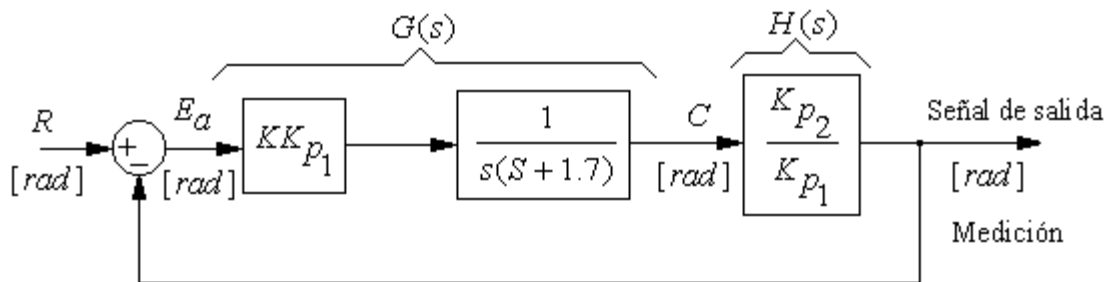 G(s)
H(s)
R
[rad]
+
−
E_a
[rad]
KK_{p_1}
1
s(S+1.7)
C
[rad]
K_{p_2}
K_{p_1}
Señal de salida
[rad]
Medición